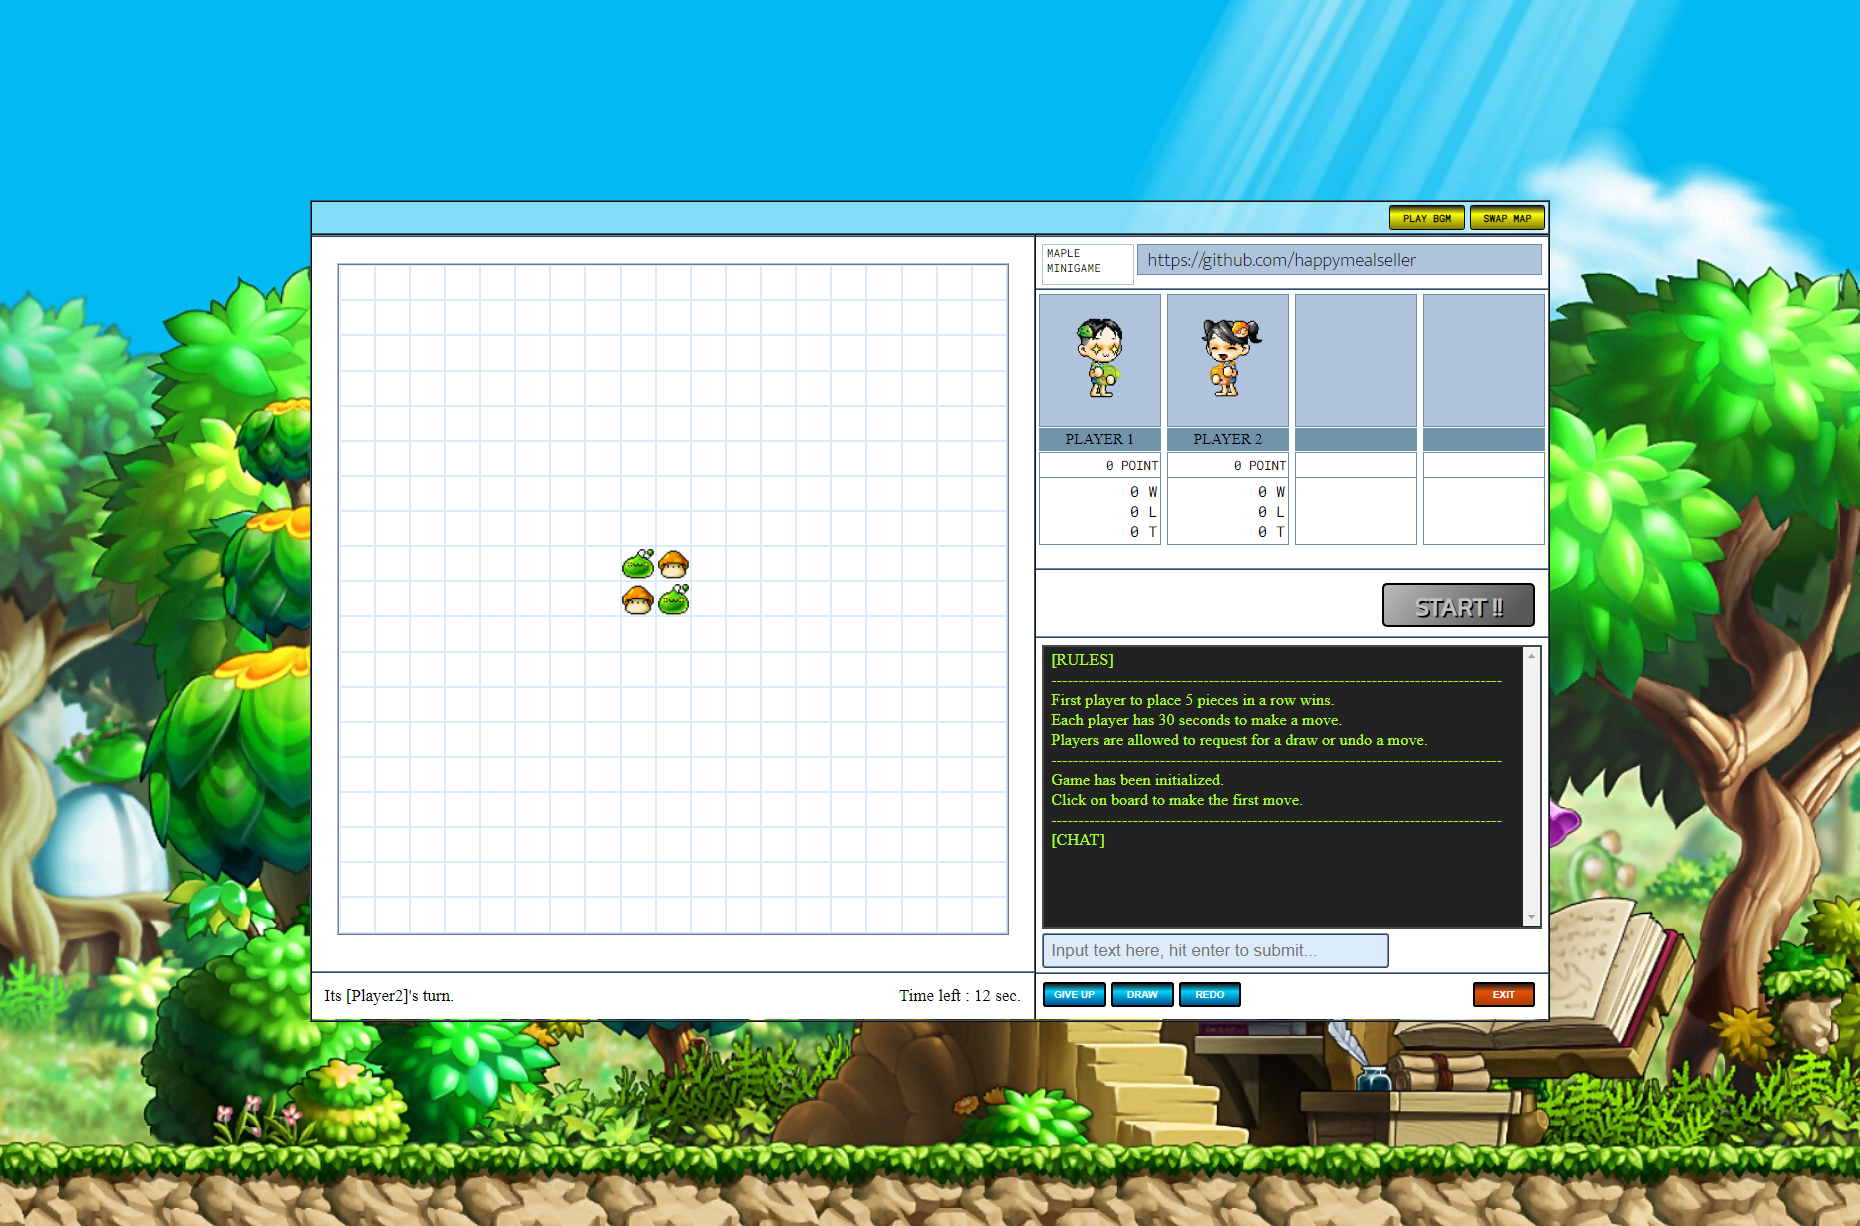 PLAY BGM
SWAP MAP
MAPLE
MINIGAME
https://github.com/happymealseller
PLAYER 1
PLAYER 2
0 POINT
0 POINT
0 W
0 L
0 T
0 W
0 L
0 T
START !!
[RULES]
First player to place 5 pieces in a row wins.
Each player has 30 seconds to make a move.
Players are allowed to request for a draw or undo a move.
Game has been initialized.
Click on board to make the first move.
[CHAT]
Input text here, hit enter to submit...
Its [Player2]'s turn.
Time left : 12 sec.
GIVE UP
DRAW
REDO
EXIT